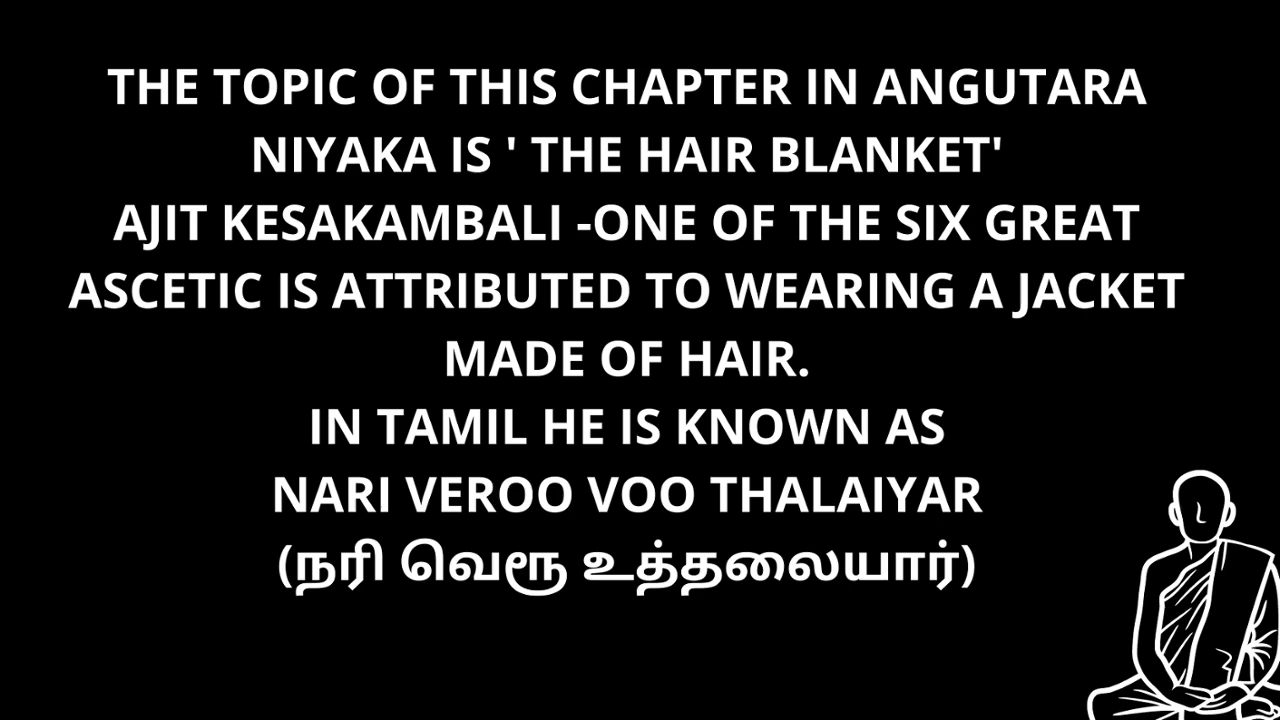 THE TOPIC OF THIS CHAPTER IN ANGUTARA
NIYAKA IS ' THE HAIR BLANKET'
AJIT KESAKAMBALI -ONE OF THE SIX GREAT
ASCETIC IS ATTRIBUTED TO WEARING A JACKET
MADE OF HAIR.
IN TAMIL HE IS KNOWN AS
NARI VEROO VOO THALAIYAR
(நரி வெரூ உத்தலையார்)